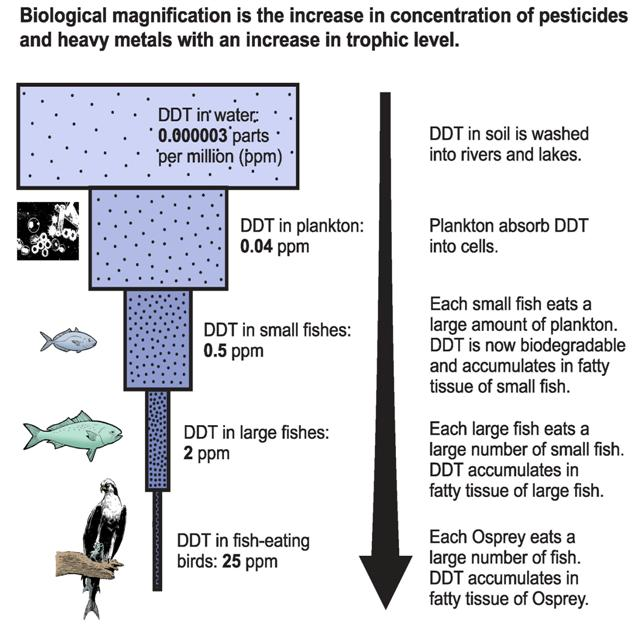 Biological magnification is the increase in concentration of pesticides
and heavy metals with an increase in trophic level.
DDT in water:
0.000003 parts
per million (ppm)
DDT in soil is washed
into rivers and lakes.
DDT in plankton:
0.04 ppm
Plankton absorb DDT
into cells.
DDT in small fishes:
0.5 ppm
Each small fish eats a
large amount of plankton.
DDT is now biodegradable
and accumulates in fatty
tissue of small fish.
DDT in large fishes:
2 ppm
Each large fish eats a
large number of small fish.
DDT accumulates in
fatty tissue of large fish.
DDT in fish-eating
birds: 25 ppm
Each Osprey eats a
large number of fish.
DDT accumulates in
fatty tissue of Osprey.